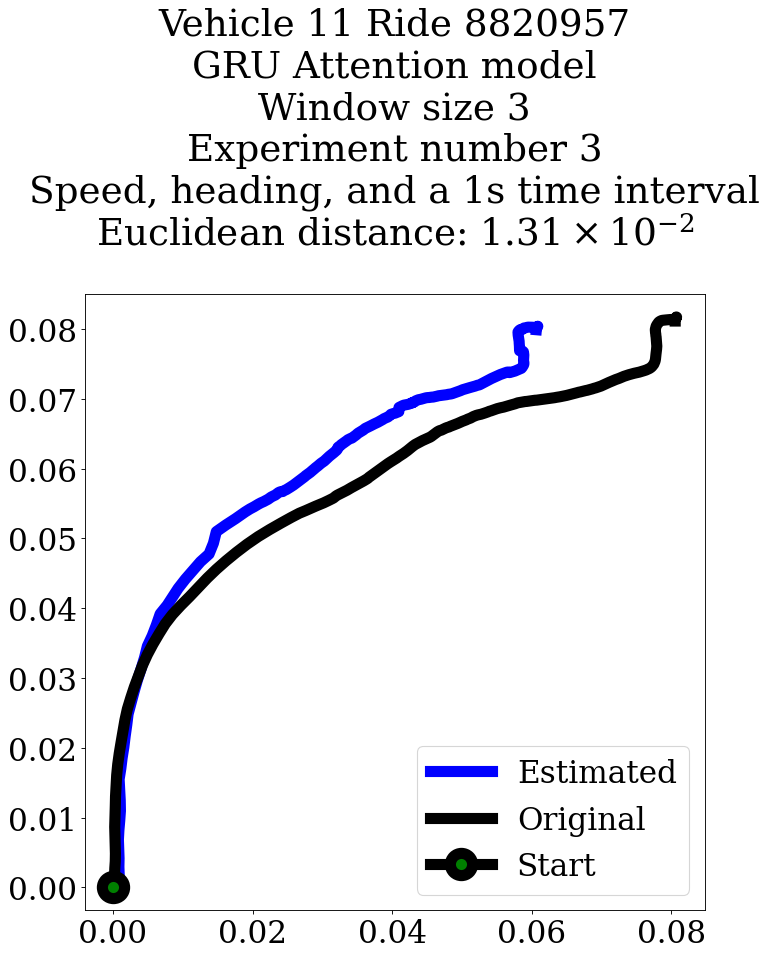 Vehicle 11 Ride 8820957
GRU Attention model
Window size 3
Experiment number 3
Speed, heading, and a 1s time interval
Euclidean distance: 1.31 × 10⁻²
0.08
0.07
0.06
0.05
0.04
0.03
0.02
0.01
0.00
Estimated
Original
Start
0.00 0.02 0.04 0.06 0.08